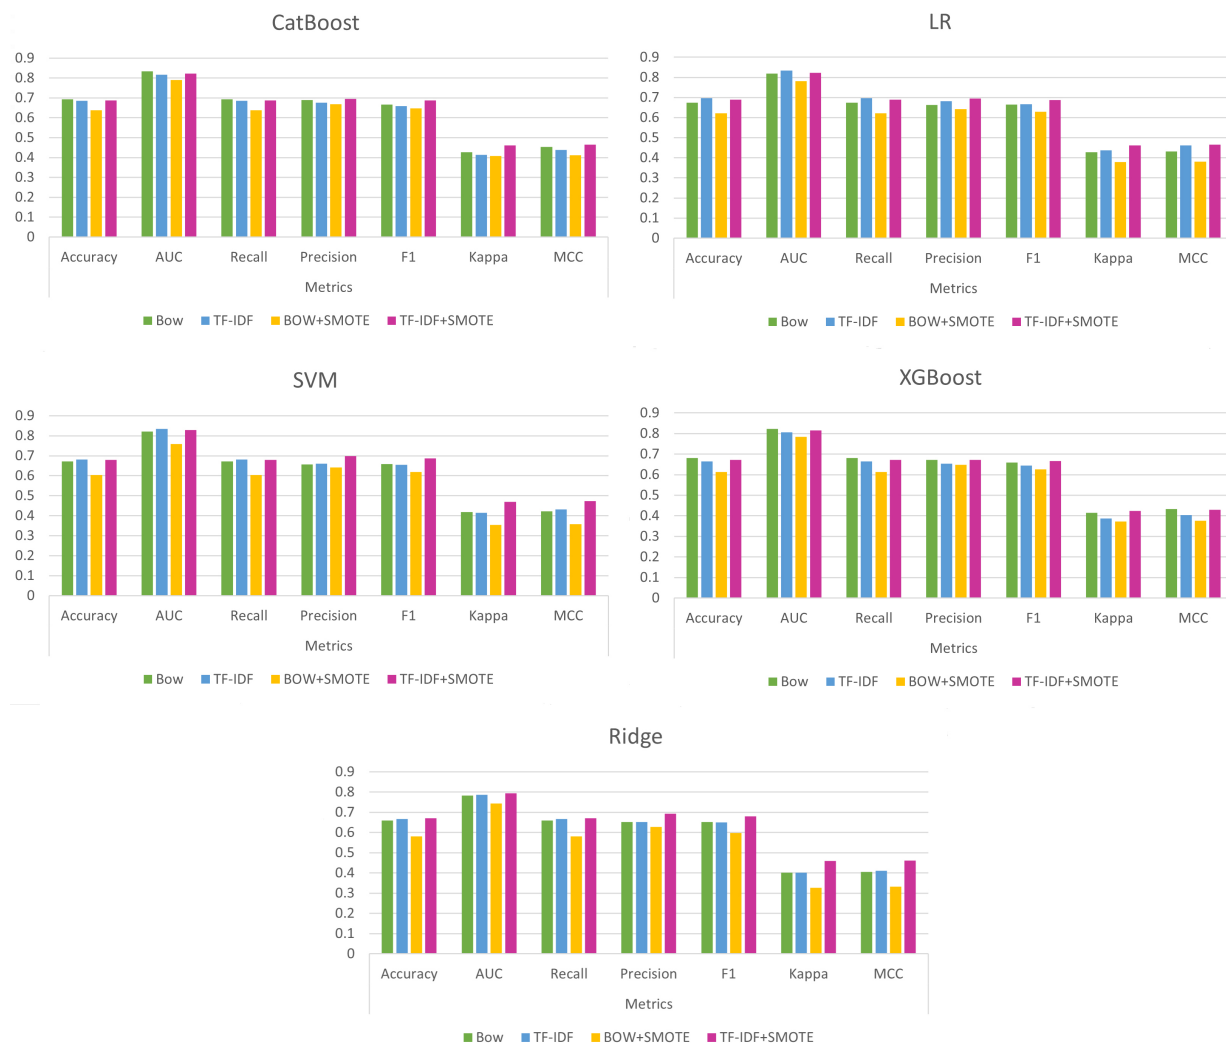 CatBoost
0.9
0.8
0.7
0.6
0.5
0.4
0.3
0.2
0.1
0
Accuracy AUC Recall Precision F1 Kappa MCC
Metrics
Bow TF-IDF BOW+SMOTE TF-IDF+SMOTE
LR
0.9
0.8
0.7
0.6
0.5
0.4
0.3
0.2
0.1
0
Accuracy AUC Recall Precision F1 Kappa MCC
Metrics
Bow TF-IDF BOW+SMOTE TF-IDF+SMOTE
SVM
0.9
0.8
0.7
0.6
0.5
0.4
0.3
0.2
0.1
0
Accuracy AUC Recall Precision F1 Kappa MCC
Metrics
Bow TF-IDF BOW+SMOTE TF-IDF+SMOTE
XGBoost
0.9
0.8
0.7
0.6
0.5
0.4
0.3
0.2
0.1
0
Accuracy AUC Recall Precision F1 Kappa MCC
Metrics
Bow TF-IDF BOW+SMOTE TF-IDF+SMOTE
Ridge
0.9
0.8
0.7
0.6
0.5
0.4
0.3
0.2
0.1
0
Accuracy AUC Recall Precision F1 Kappa MCC
Metrics
Bow TF-IDF BOW+SMOTE TF-IDF+SMOTE